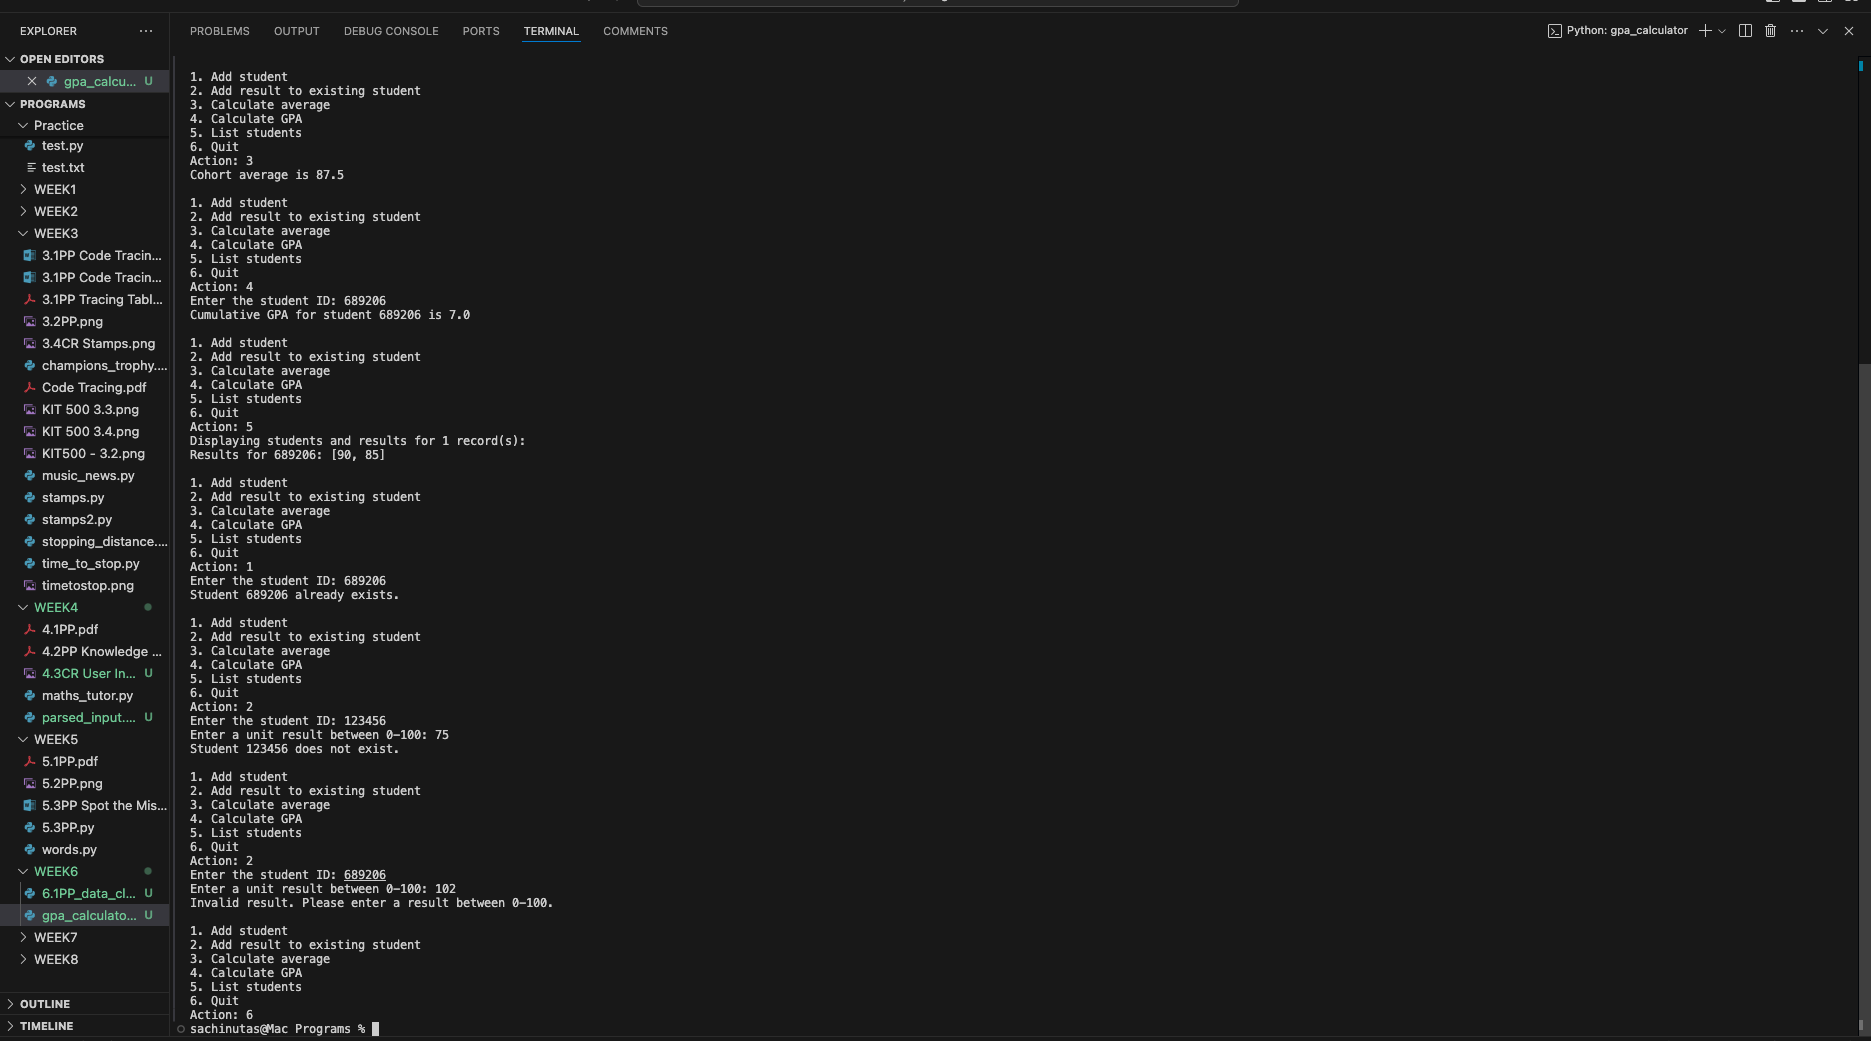 EXPLORER
OPEN EDITORS
gpa_calcu... U
PROGRAMS
Practice
test.py
test.txt
WEEK1
WEEK2
WEEK3
3.1PP Code Tracin...
3.1PP Code Tracin...
3.1PP Tracing Tabl...
3.2PP.png
3.4CR Stamps.png
champions_trophy....
Code Tracing.pdf
KIT 500 3.3.png
KIT 500 3.4.png
KIT500 - 3.2.png
music_news.py
stamps.py
stamps2.py
stopping_distance....
time_to_stop.py
timetostop.png
WEEK4
4.1PP.pdf
4.2PP Knowledge ...
4.3CR User In... U
maths_tutor.py
parsed_input.... U
WEEK5
5.1PP.pdf
5.2PP.png
5.3PP Spot the Mis...
5.3PP.py
words.py
WEEK6
6.1PP_data_cl... U
gpa_calculato... U
WEEK7
WEEK8
OUTLINE
TIMELINE
PROBLEMS OUTPUT DEBUG CONSOLE PORTS TERMINAL COMMENTS
Python: gpa_calculator
1. Add student
2. Add result to existing student
3. Calculate average
4. Calculate GPA
5. List students
6. Quit
Action: 3
Cohort average is 87.5
1. Add student
2. Add result to existing student
3. Calculate average
4. Calculate GPA
5. List students
6. Quit
Action: 4
Enter the student ID: 689206
Cumulative GPA for student 689206 is 7.0
1. Add student
2. Add result to existing student
3. Calculate average
4. Calculate GPA
5. List students
6. Quit
Action: 5
Displaying students and results for 1 record(s):
Results for 689206: [90, 85]
1. Add student
2. Add result to existing student
3. Calculate average
4. Calculate GPA
5. List students
6. Quit
Action: 1
Enter the student ID: 689206
Student 689206 already exists.
1. Add student
2. Add result to existing student
3. Calculate average
4. Calculate GPA
5. List students
6. Quit
Action: 2
Enter the student ID: 123456
Enter a unit result between 0-100: 75
Student 123456 does not exist.
1. Add student
2. Add result to existing student
3. Calculate average
4. Calculate GPA
5. List students
6. Quit
Action: 2
Enter the student ID: 689206
Enter a unit result between 0-100: 102
Invalid result. Please enter a result between 0-100.
1. Add student
2. Add result to existing student
3. Calculate average
4. Calculate GPA
5. List students
6. Quit
Action: 6
sachinutas@Mac Programs %